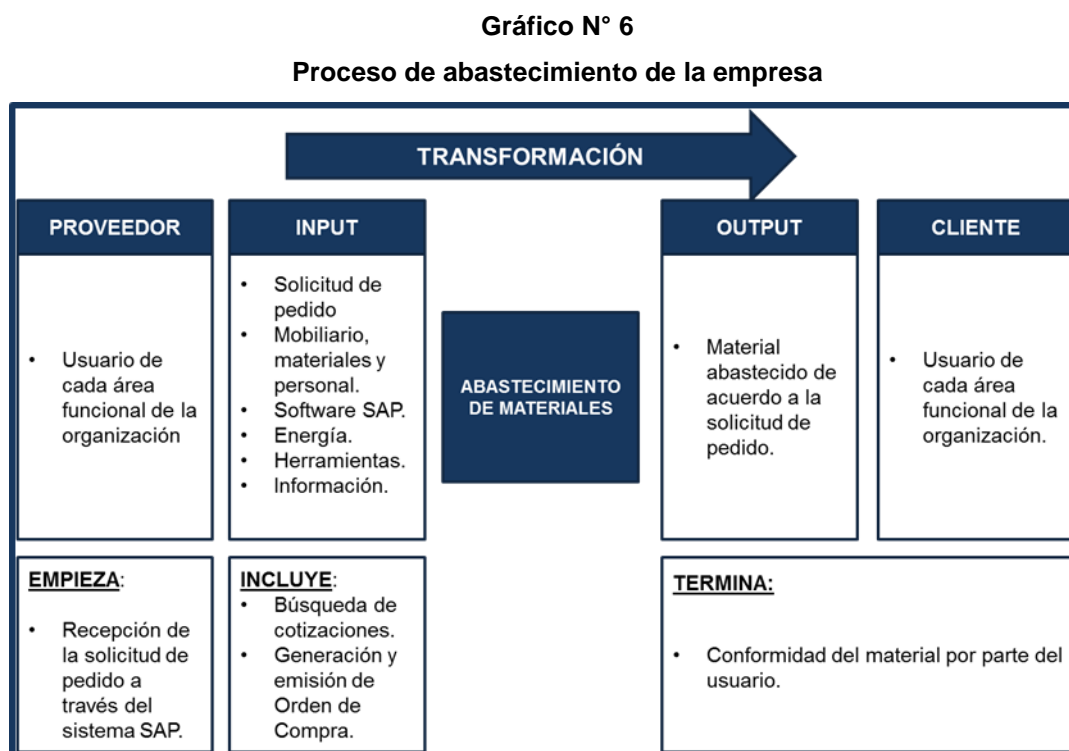 Gráfico N° 6
Proceso de abastecimiento de la empresa
TRANSFORMACIÓN
PROVEEDOR
• Usuario de
cada área
funcional de la
organización
INPUT
• Solicitud de
pedido
• Mobiliario,
materiales y
personal.
• Software SAP.
• Energía.
• Herramientas.
• Información.
ABASTECIMIENTO
DE MATERIALES
OUTPUT
• Material
abastecido de
acuerdo a la
solicitud de
pedido.
CLIENTE
• Usuario de
cada área
funcional de la
organización.
EMPIEZA:
• Recepción de
la solicitud de
pedido a
través del
sistema SAP.
INCLUYE:
• Búsqueda de
cotizaciones.
• Generación y
emisión de
Orden de
Compra.
TERMINA:
• Conformidad del material por parte del
usuario.